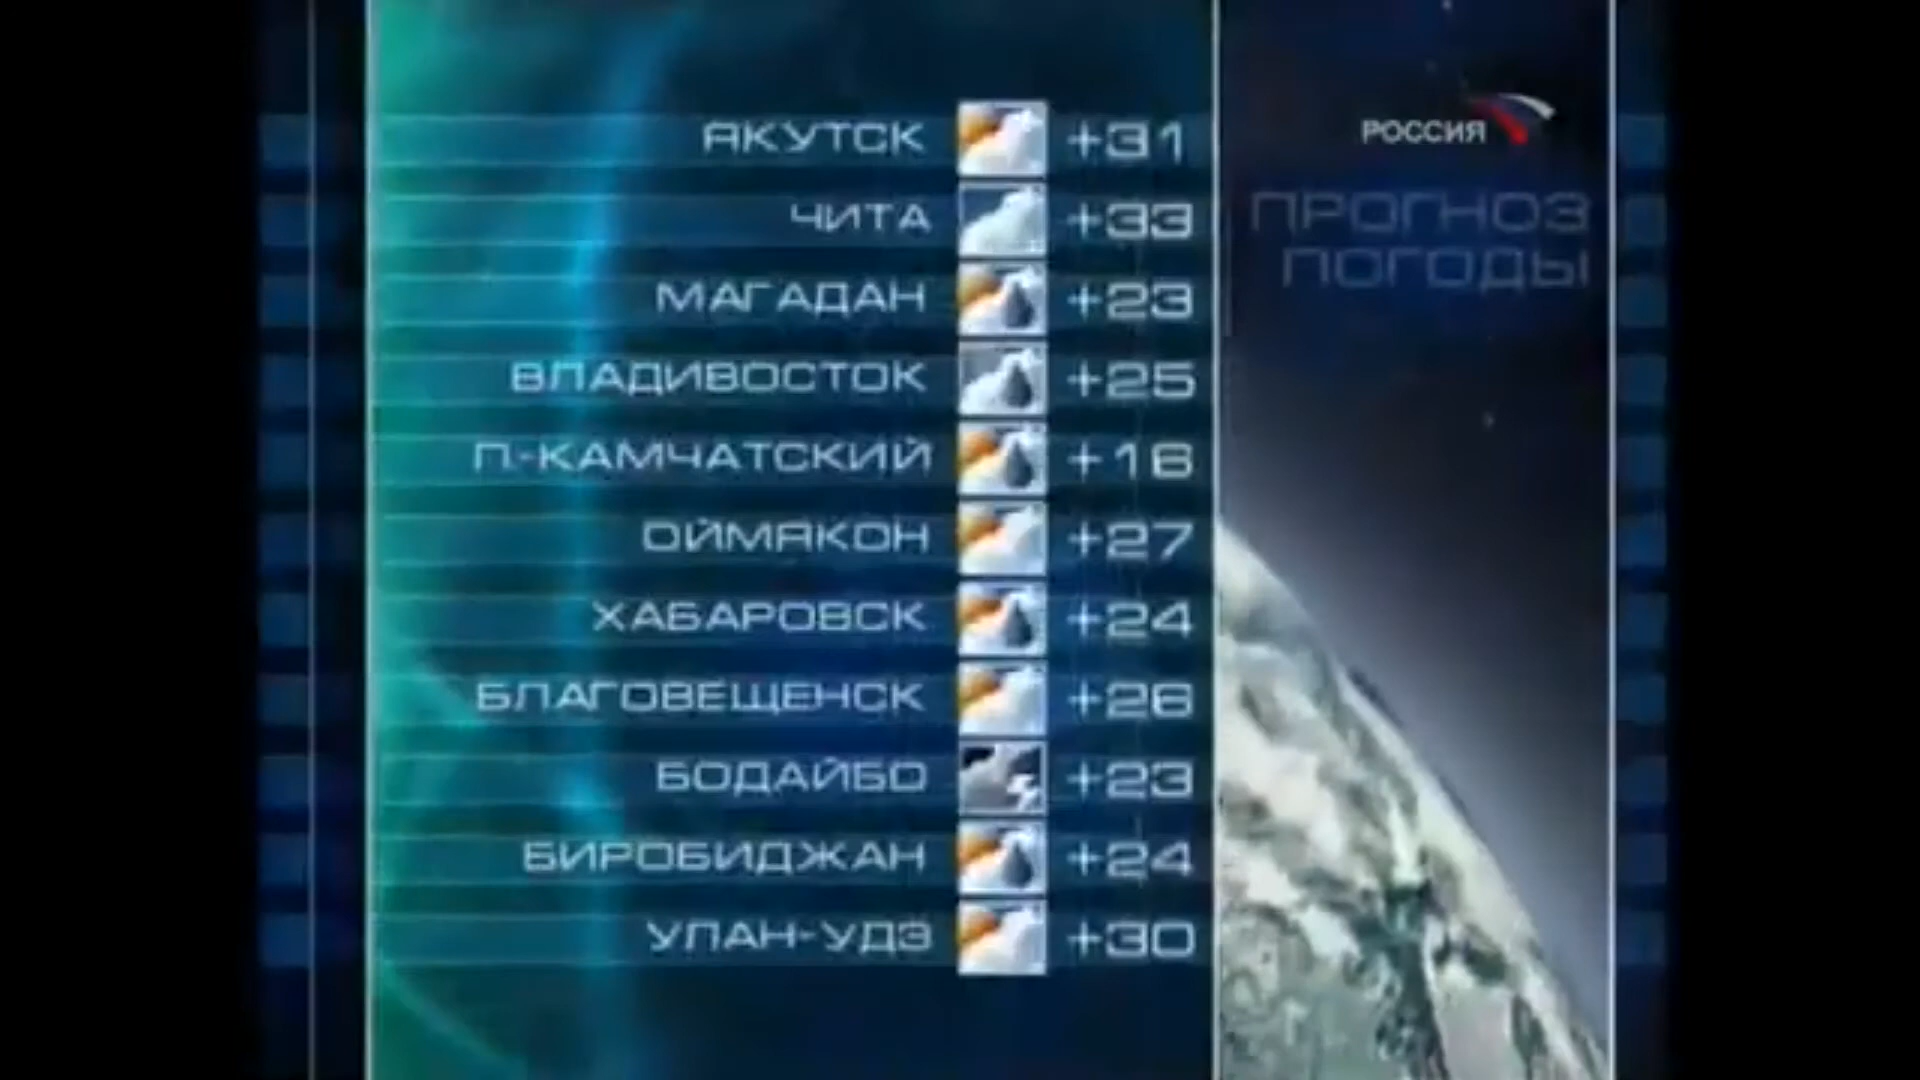 ЯКУТСК +31
ЧИТА +33
МАГАДАН +23
ВЛАДИВОСТОК +25
П.-КАМЧАТСКИЙ +16
ОЙМЯКОН +27
ХАБАРОВСК +24
БЛАГОВЕЩЕНСК +26
БОДАЙБО +23
БИРОБИДЖАН +24
УЛАН-УДЭ +30
РОССИЯ
ПРОГНОЗ
ПОГОДЫ